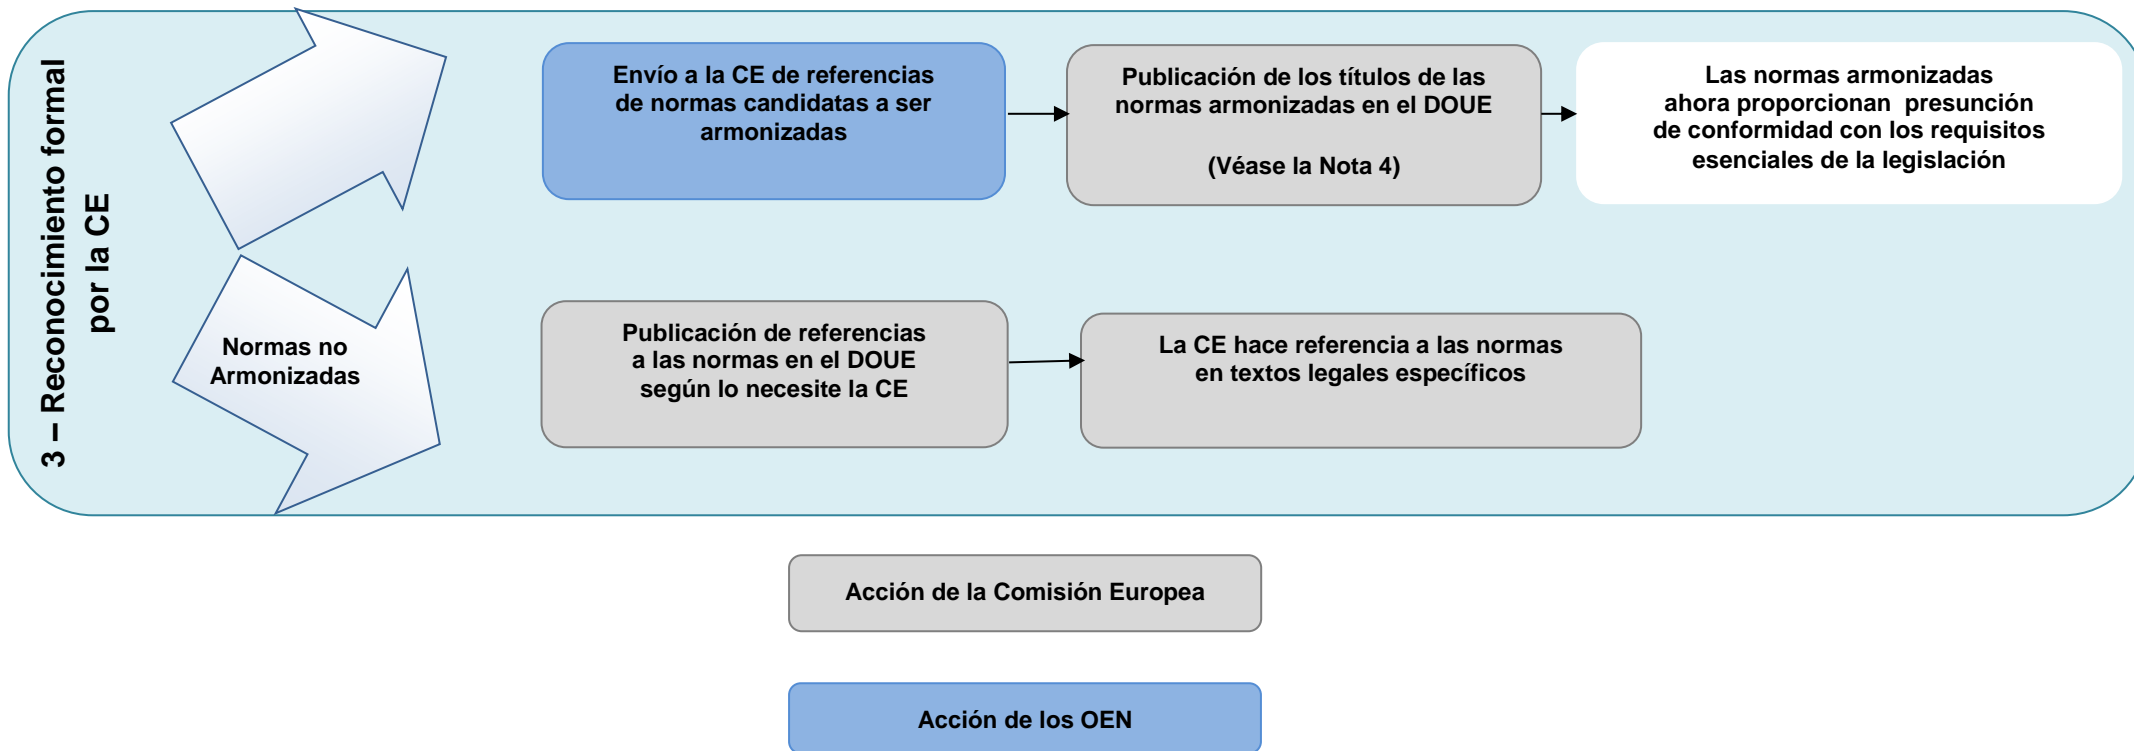 3 – Reconocimiento formal
por la CE
Envío a la CE de referencias
de normas candidatas a ser
armonizadas
Publicación de los títulos de las
normas armonizadas en el DOUE
(Véase la Nota 4)
Las normas armonizadas
ahora proporcionan presunción
de conformidad con los requisitos
esenciales de la legislación
Normas no
Armonizadas
Publicación de referencias
a las normas en el DOUE
según lo necesite la CE
La CE hace referencia a las normas
en textos legales específicos
Acción de la Comisión Europea
Acción de los OEN